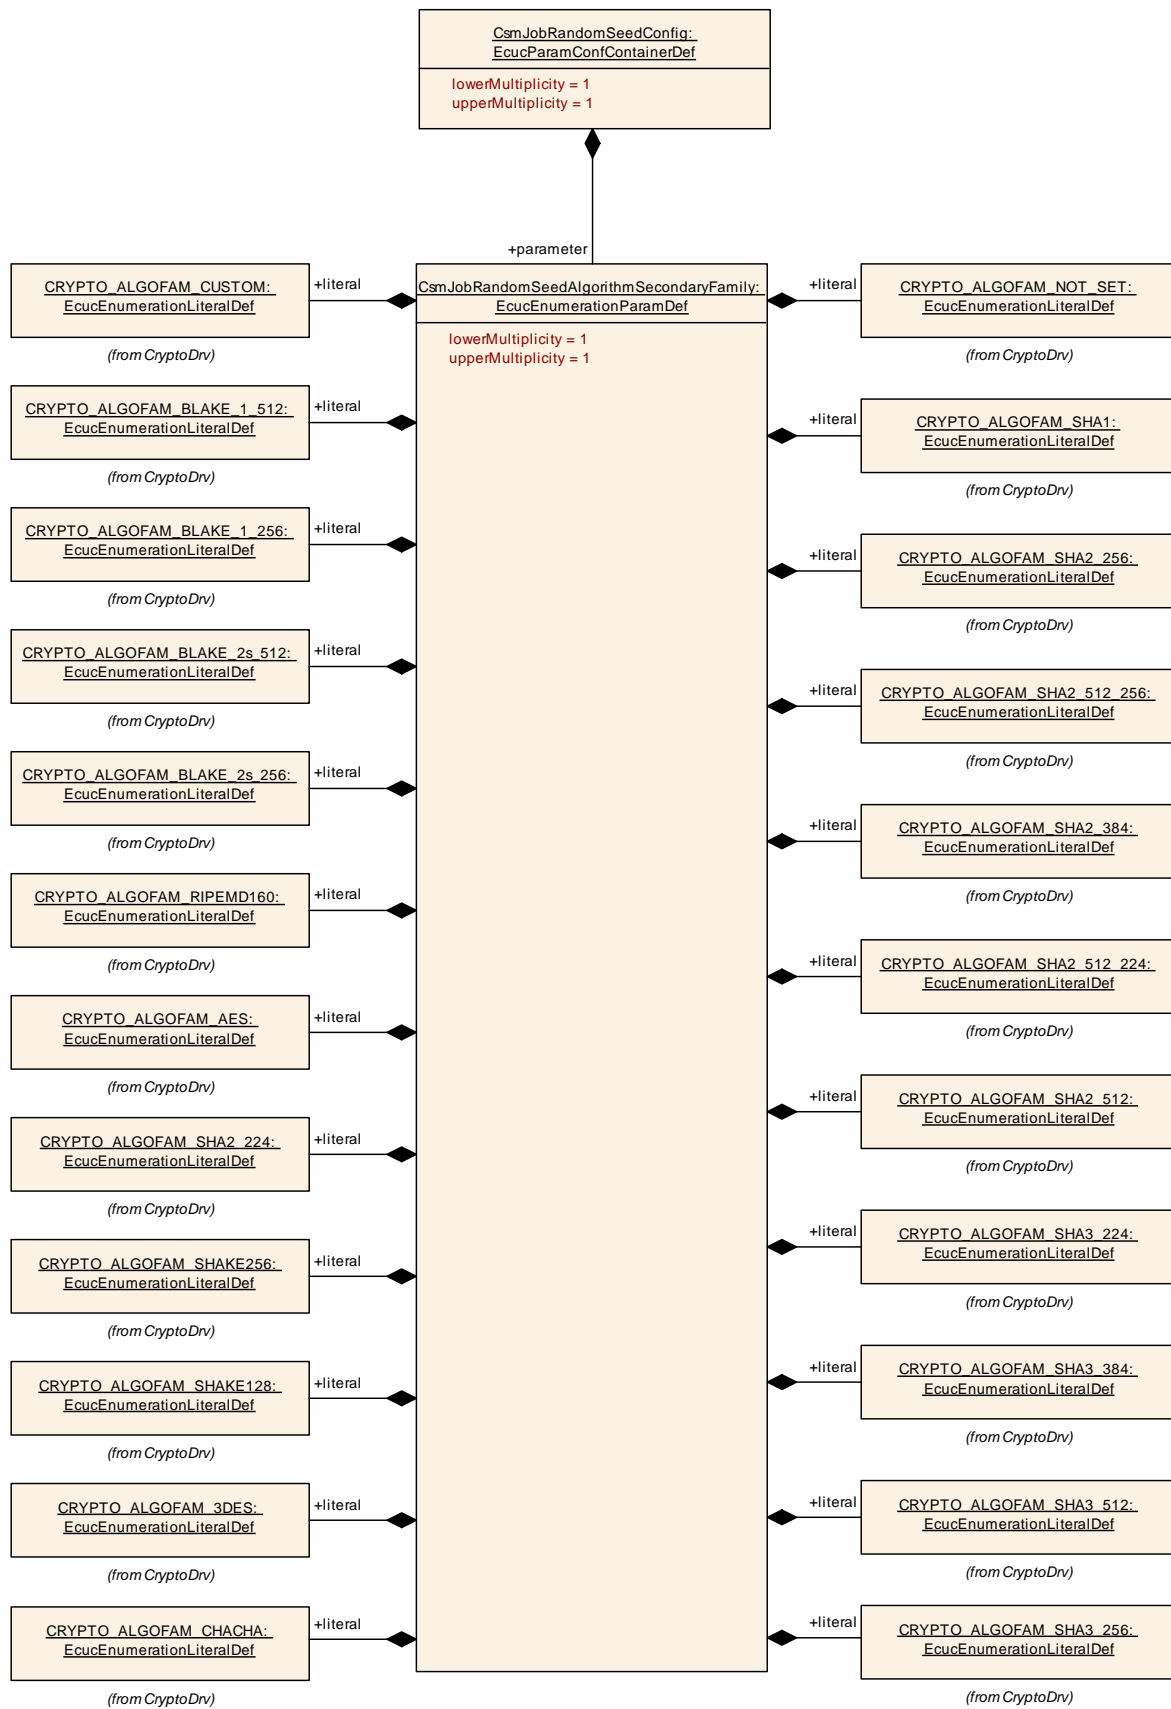 CsmJobRandomSeedConfig:
EcucParamConfContainerDef
lowerMultiplicity = 1
upperMultiplicity = 1
+parameter
CsmJobRandomSeedAlgorithmSecondaryFamily:
EcucEnumerationParamDef
lowerMultiplicity = 1
upperMultiplicity = 1
CRYPTO_ALGOFAM_CUSTOM:
EcucEnumerationLiteralDef
(from CryptoDrv)
+literal
CRYPTO_ALGOFAM_BLAKE_1_512:
EcucEnumerationLiteralDef
(from CryptoDrv)
+literal
CRYPTO_ALGOFAM_BLAKE_1_256:
EcucEnumerationLiteralDef
(from CryptoDrv)
+literal
CRYPTO_ALGOFAM_BLAKE_2s_512:
EcucEnumerationLiteralDef
(from CryptoDrv)
+literal
CRYPTO_ALGOFAM_BLAKE_2s_256:
EcucEnumerationLiteralDef
(from CryptoDrv)
+literal
CRYPTO_ALGOFAM_RIPEMD160:
EcucEnumerationLiteralDef
(from CryptoDrv)
+literal
CRYPTO_ALGOFAM_AES:
EcucEnumerationLiteralDef
(from CryptoDrv)
+literal
CRYPTO_ALGOFAM_SHA2_224:
EcucEnumerationLiteralDef
(from CryptoDrv)
+literal
CRYPTO_ALGOFAM_SHAKE256:
EcucEnumerationLiteralDef
(from CryptoDrv)
+literal
CRYPTO_ALGOFAM_SHAKE128:
EcucEnumerationLiteralDef
(from CryptoDrv)
+literal
CRYPTO_ALGOFAM_3DES:
EcucEnumerationLiteralDef
(from CryptoDrv)
+literal
CRYPTO_ALGOFAM_CHACHA:
EcucEnumerationLiteralDef
(from CryptoDrv)
+literal
+literal
CRYPTO_ALGOFAM_NOT_SET:
EcucEnumerationLiteralDef
(from CryptoDrv)
+literal
CRYPTO_ALGOFAM_SHA1:
EcucEnumerationLiteralDef
(from CryptoDrv)
+literal
CRYPTO_ALGOFAM_SHA2_256:
EcucEnumerationLiteralDef
(from CryptoDrv)
+literal
CRYPTO_ALGOFAM_SHA2_512_256:
EcucEnumerationLiteralDef
(from CryptoDrv)
+literal
CRYPTO_ALGOFAM_SHA2_384:
EcucEnumerationLiteralDef
(from CryptoDrv)
+literal
CRYPTO_ALGOFAM_SHA2_512_224:
EcucEnumerationLiteralDef
(from CryptoDrv)
+literal
CRYPTO_ALGOFAM_SHA2_512:
EcucEnumerationLiteralDef
(from CryptoDrv)
+literal
CRYPTO_ALGOFAM_SHA3_224:
EcucEnumerationLiteralDef
(from CryptoDrv)
+literal
CRYPTO_ALGOFAM_SHA3_384:
EcucEnumerationLiteralDef
(from CryptoDrv)
+literal
CRYPTO_ALGOFAM_SHA3_512:
EcucEnumerationLiteralDef
(from CryptoDrv)
+literal
CRYPTO_ALGOFAM_SHA3_256:
EcucEnumerationLiteralDef
(from CryptoDrv)